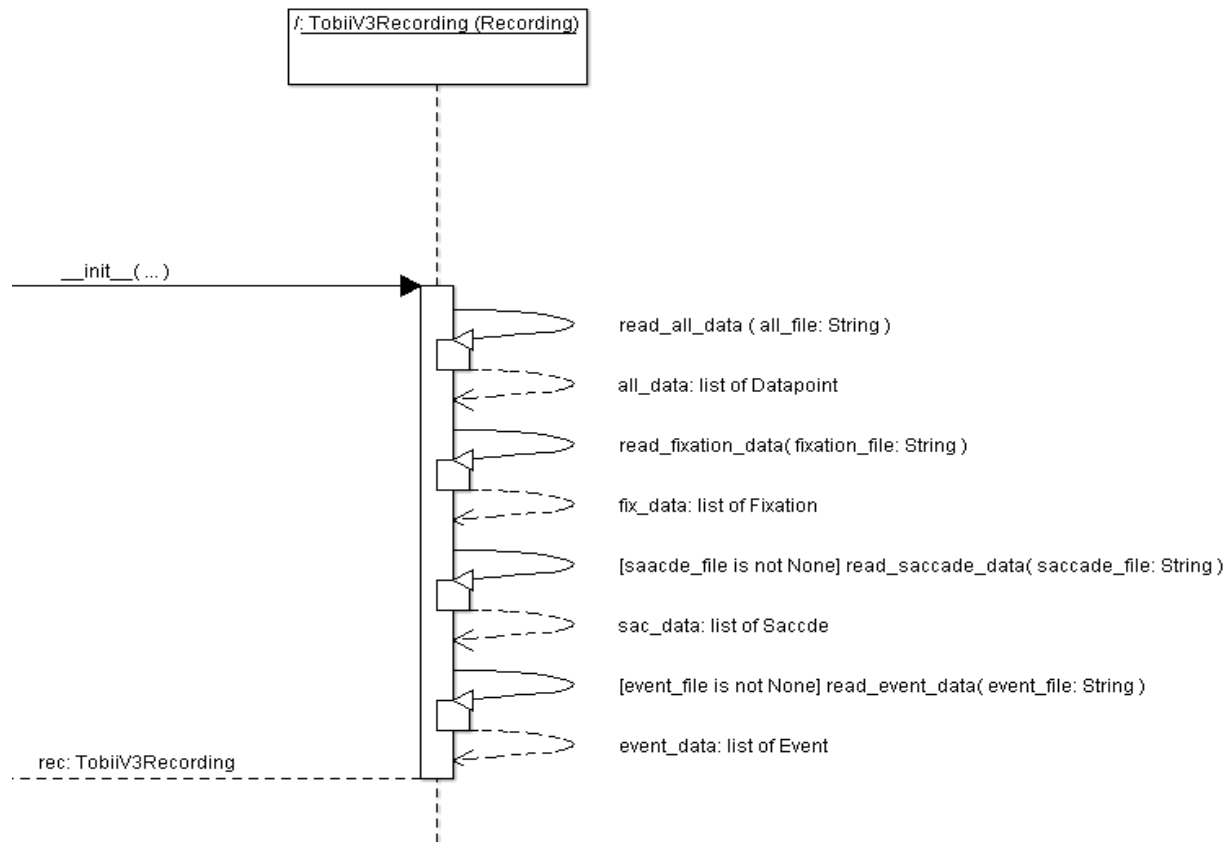 /: TobiiV3Recording (Recording)
__init__( ... )
read_all_data ( all_file: String )
all_data: list of Datapoint
read_fixation_data( fixation_file: String )
fix_data: list of Fixation
[saacde_file is not None] read_saccade_data( saccade_file: String )
sac_data: list of Saccde
[event_file is not None] read_event_data( event_file: String )
event_data: list of Event
rec: TobiiV3Recording